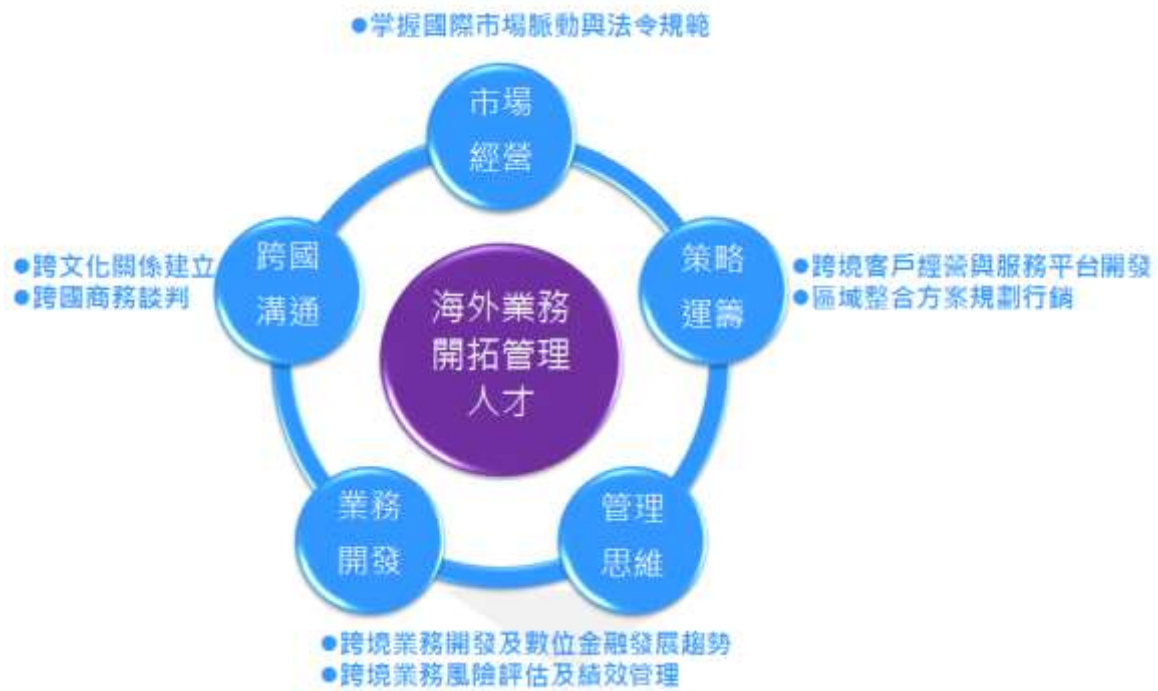 ●掌握國際市場脈動與法令規範
市場
經營
跨國
溝通
●跨文化關係建立
●跨國商務談判
策略
運籌
●跨境客戶經營與服務平台開發
●區域整合方案規劃行銷
海外業務
開拓管理
人才
業務
開發
管理
思維
●跨境業務開發及數位金融發展趨勢
●跨境業務風險評估及績效管理